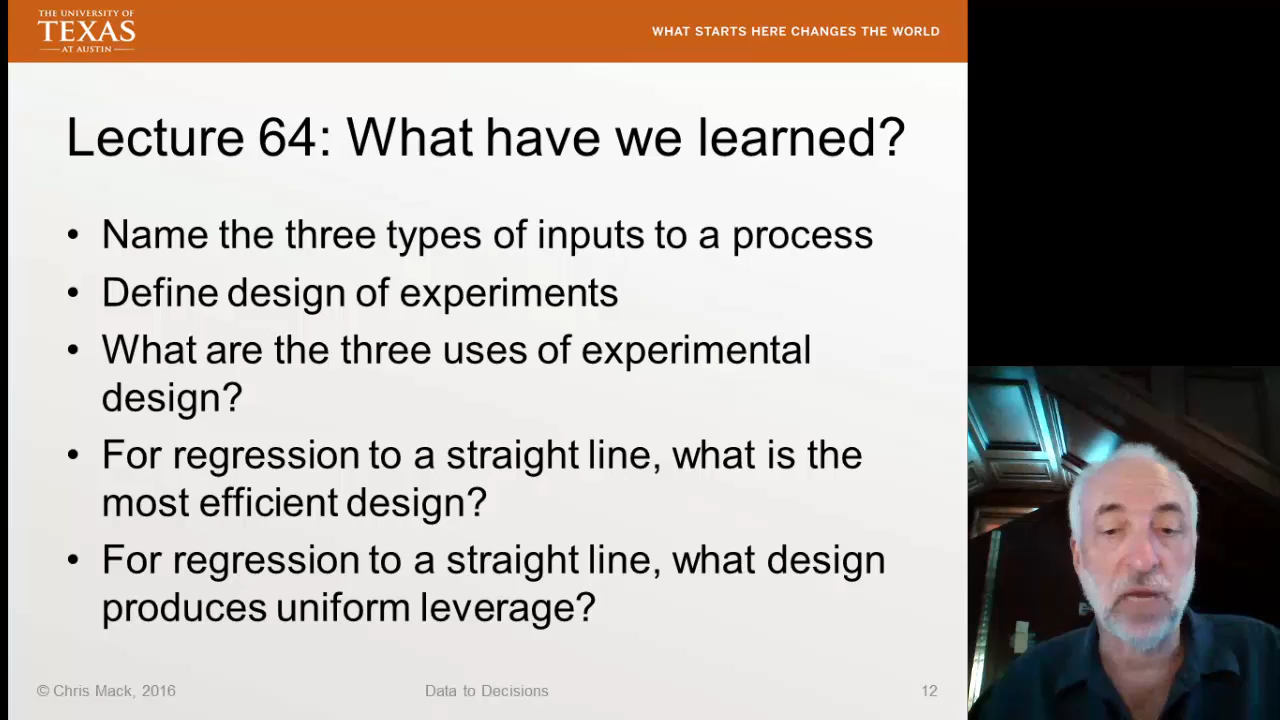 THE UNIVERSITY OF
TEXAS
AT AUSTIN
WHAT STARTS HERE CHANGES THE WORLD
Lecture 64: What have we learned?
• Name the three types of inputs to a process
• Define design of experiments
• What are the three uses of experimental
design?
• For regression to a straight line, what is the
most efficient design?
• For regression to a straight line, what design
produces uniform leverage?
© Chris Mack, 2016
Data to Decisions
12